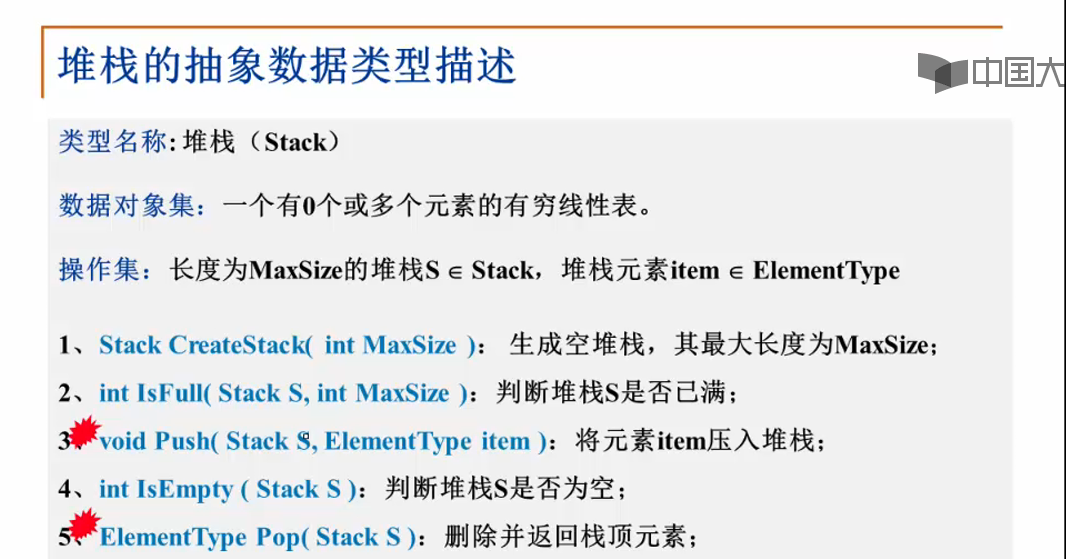 堆栈的抽象数据类型描述
中国大
类型名称: 堆栈（Stack）
数据对象集：一个有0个或多个元素的有穷线性表。
操作集：长度为MaxSize的堆栈S ∈ Stack，堆栈元素item ∈ ElementType
1、Stack CreateStack( int MaxSize )： 生成空堆栈，其最大长度为MaxSize；
2、int IsFull( Stack S, int MaxSize )：判断堆栈S是否已满；
3、void Push( Stack S, ElementType item )：将元素item压入堆栈；
4、int IsEmpty ( Stack S )：判断堆栈S是否为空；
5、ElementType Pop( Stack S )：删除并返回栈顶元素；